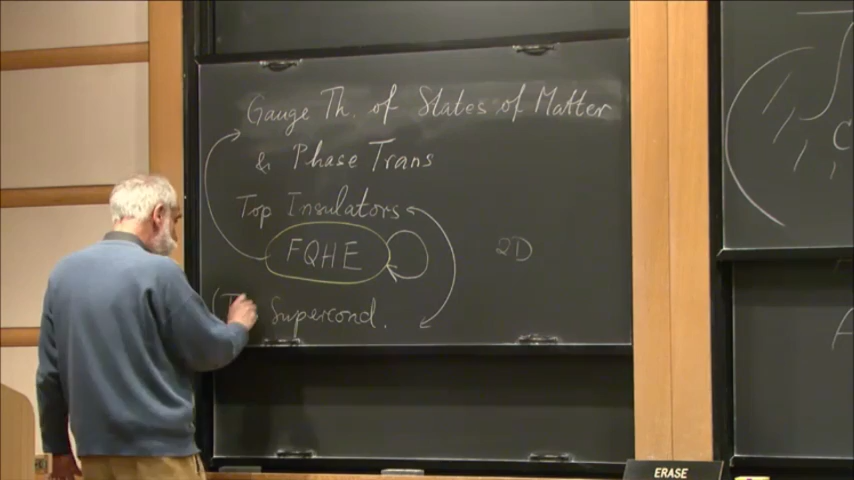 Gauge Th. of States of Matter
& Phase Trans
Top Insulators
FQHE
2D
Supercond.
C
A
ERASE